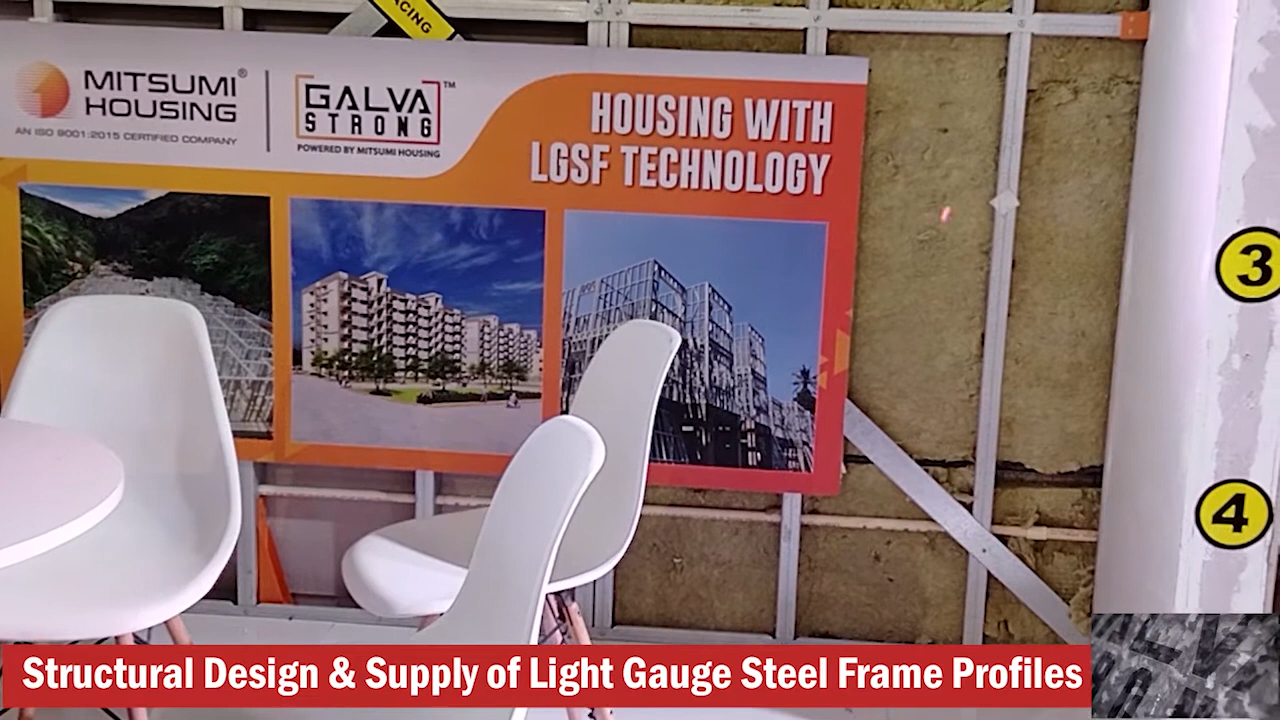 MITSUMI®
HOUSING
AN ISO 9001:2015 CERTIFIED COMPANY
GALVA™
STRONG
POWERED BY MITSUMI HOUSING
HOUSING WITH
LGSF TECHNOLOGY
3
4
Structural Design & Supply of Light Gauge Steel Frame Profiles